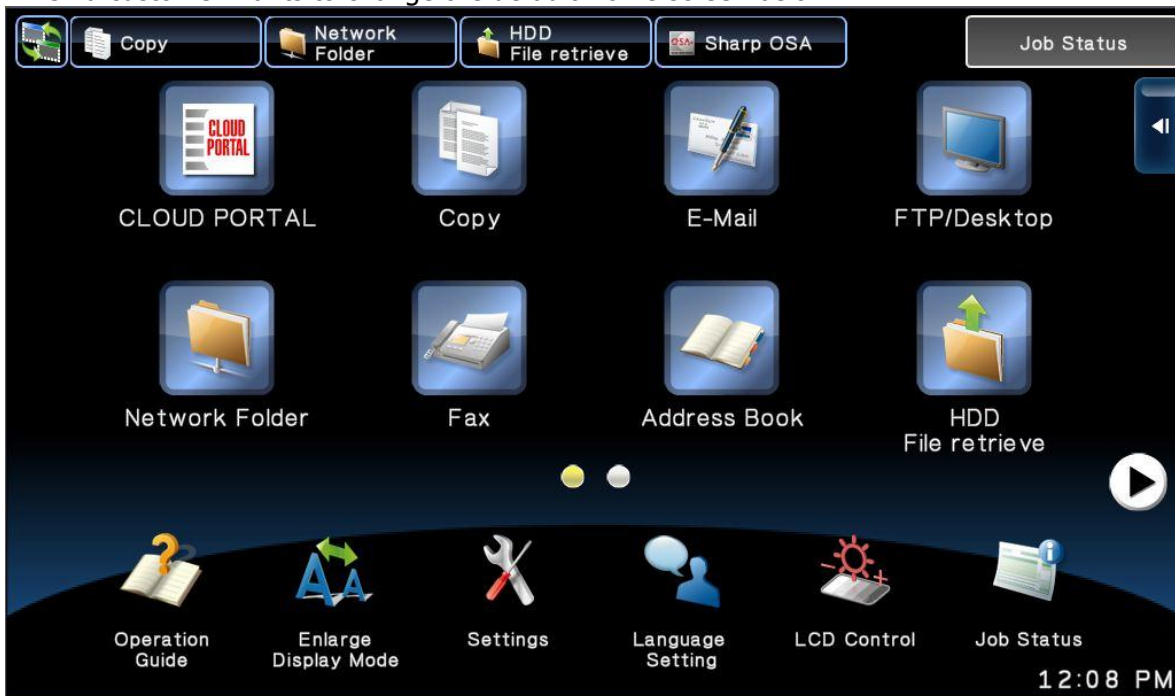 Copy
Network
Folder
HDD
File retrieve
OSA
Sharp OSA
Job Status
CLOUD
PORTAL
CLOUD PORTAL
Copy
E-Mail
FTP/Desktop
Network Folder
Fax
Address Book
HDD
File retrieve
Operation
Guide
Enlarge
Display Mode
Settings
Language
Setting
LCD Control
Job Status
12:08 PM